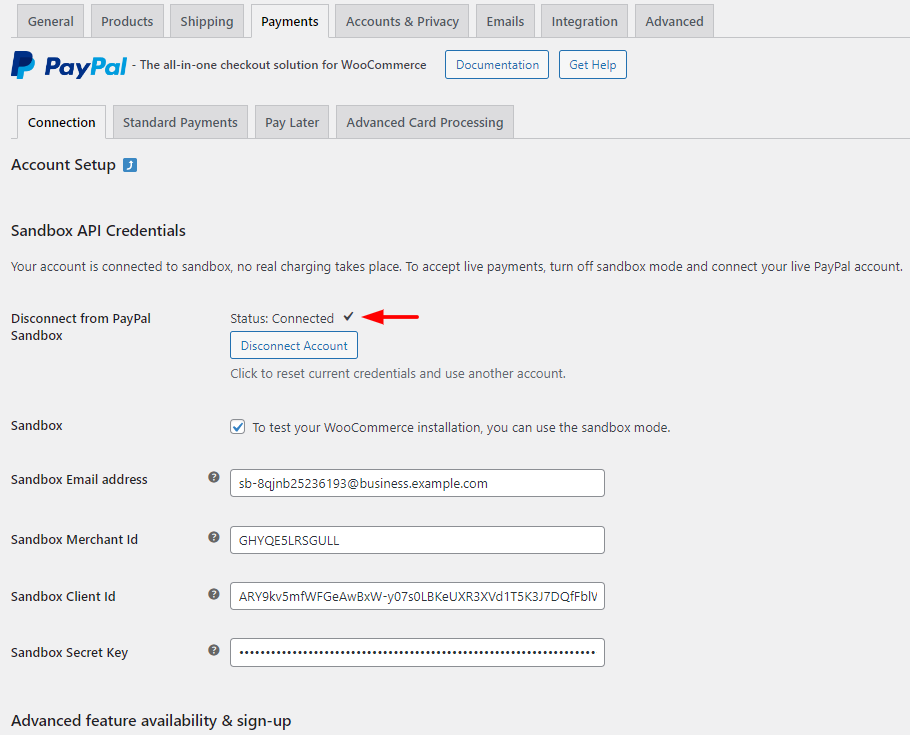 General Products Shipping Payments Accounts & Privacy Emails Integration Advanced
PayPal - The all-in-one checkout solution for WooCommerce Documentation Get Help
Connection Standard Payments Pay Later Advanced Card Processing
Account Setup
Sandbox API Credentials
Your account is connected to sandbox, no real charging takes place. To accept live payments, turn off sandbox mode and connect your live PayPal account.
Disconnect from PayPal Sandbox
Status: Connected ✔
Disconnect Account
Click to reset current credentials and use another account.
Sandbox
To test your WooCommerce installation, you can use the sandbox mode.
Sandbox Email address
sb-8qjnb25236193@business.example.com
Sandbox Merchant Id
GHYQE5LRSGULL
Sandbox Client Id
ARY9kv5mfWFGeAwBxW-y07s0LBKeUXR3XVd1T5K3J7DQfFblV
Sandbox Secret Key
Advanced feature availability & sign-up